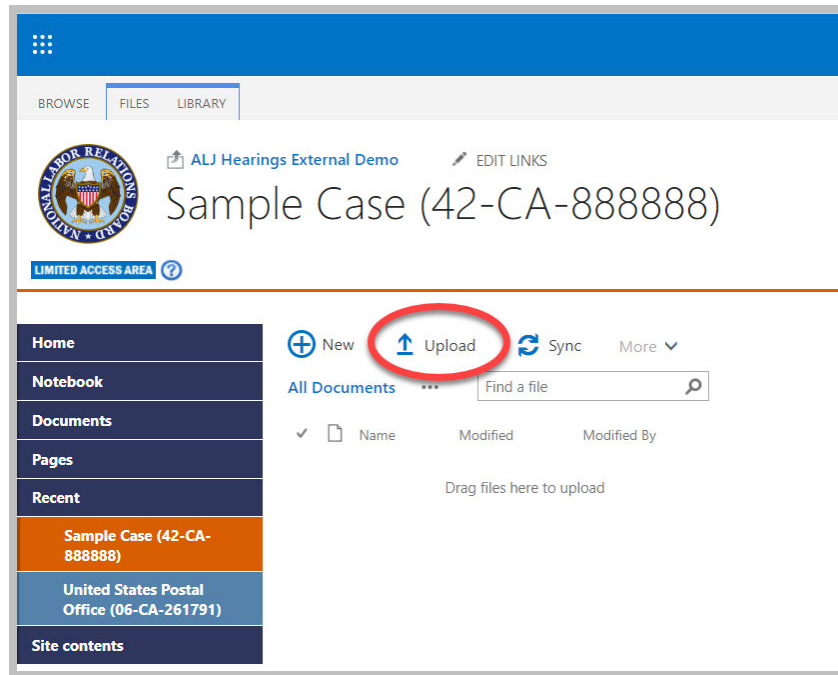 BROWSE FILES LIBRARY
NATIONAL LABOR RELATIONS BOARD
ALJ Hearings External Demo EDIT LINKS
Sample Case (42-CA-888888)
LIMITED ACCESS AREA ?
Home
Notebook
Documents
Pages
Recent
Sample Case (42-CA-
888888)
United States Postal
Office (06-CA-261791)
Site contents
New Upload Sync More
All Documents ... Find a file
Name Modified Modified By
Drag files here to upload